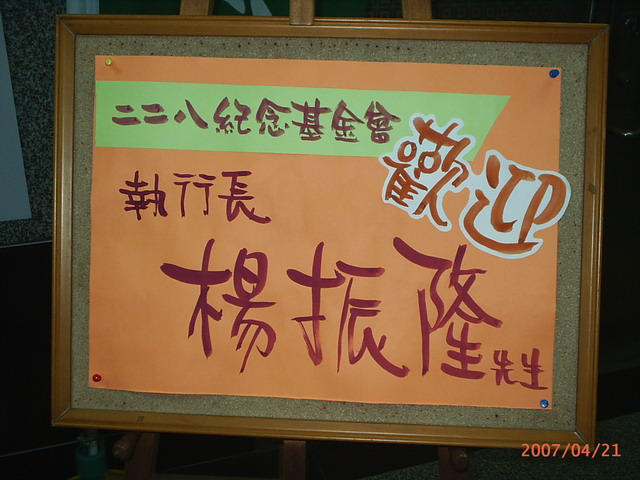 二二八紀念基金會
歡迎
執行長
楊振隆先生
2007/04/21